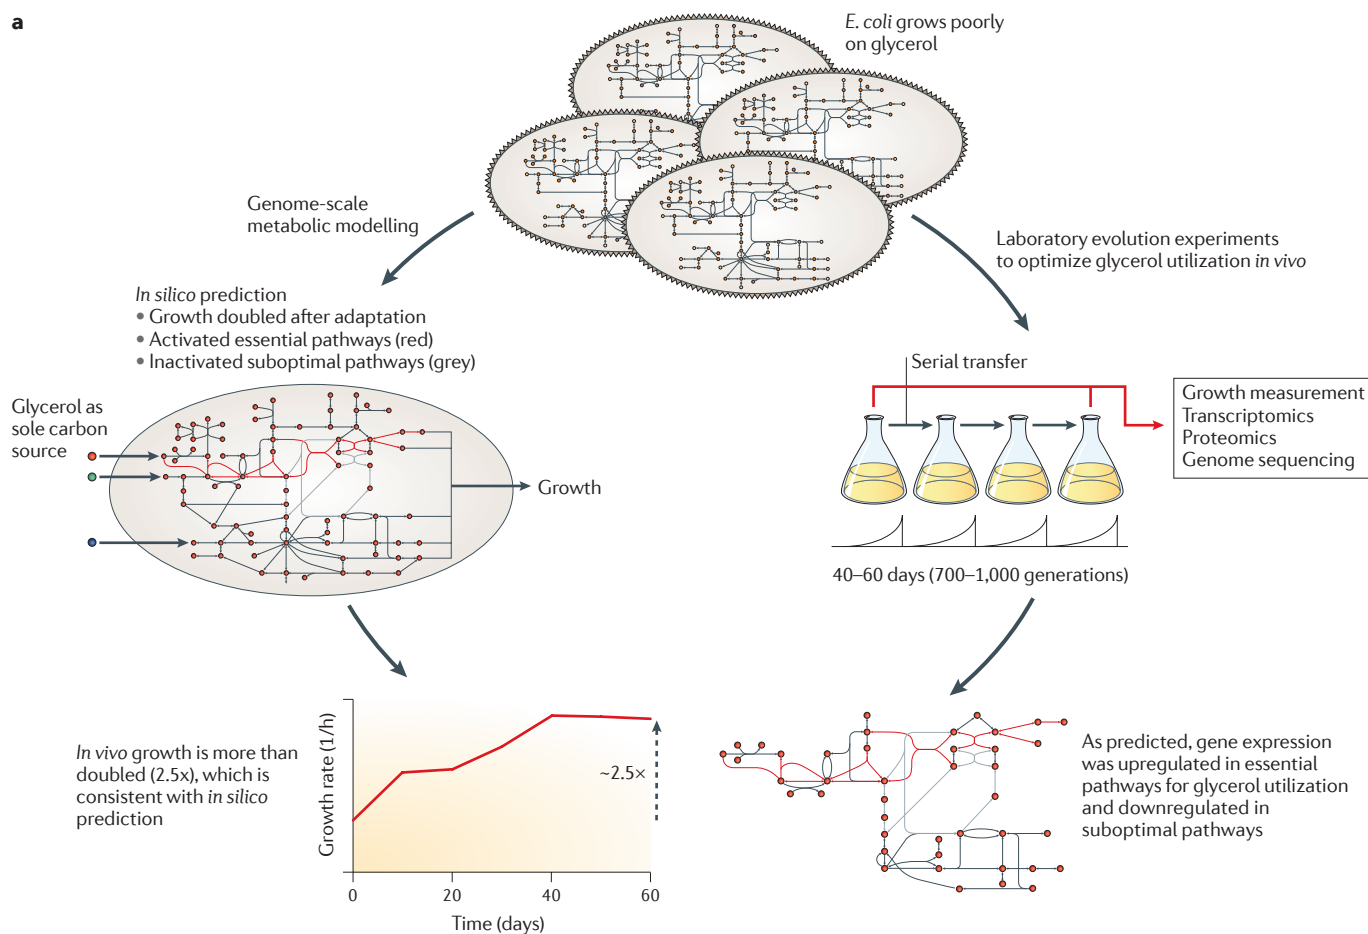 a
E. coli grows poorly
on glycerol
Genome-scale
metabolic modelling
Laboratory evolution experiments
to optimize glycerol utilization in vivo
In silico prediction
• Growth doubled after adaptation
• Activated essential pathways (red)
• Inactivated suboptimal pathways (grey)
Glycerol as
sole carbon
source
Growth
Serial transfer
Growth measurement
Transcriptomics
Proteomics
Genome sequencing
40–60 days (700–1,000 generations)
In vivo growth is more than
doubled (2.5x), which is
consistent with in silico
prediction
Growth rate (1/h)
~2.5×
0 20 40 60
Time (days)
As predicted, gene expression
was upregulated in essential
pathways for glycerol utilization
and downregulated in
suboptimal pathways